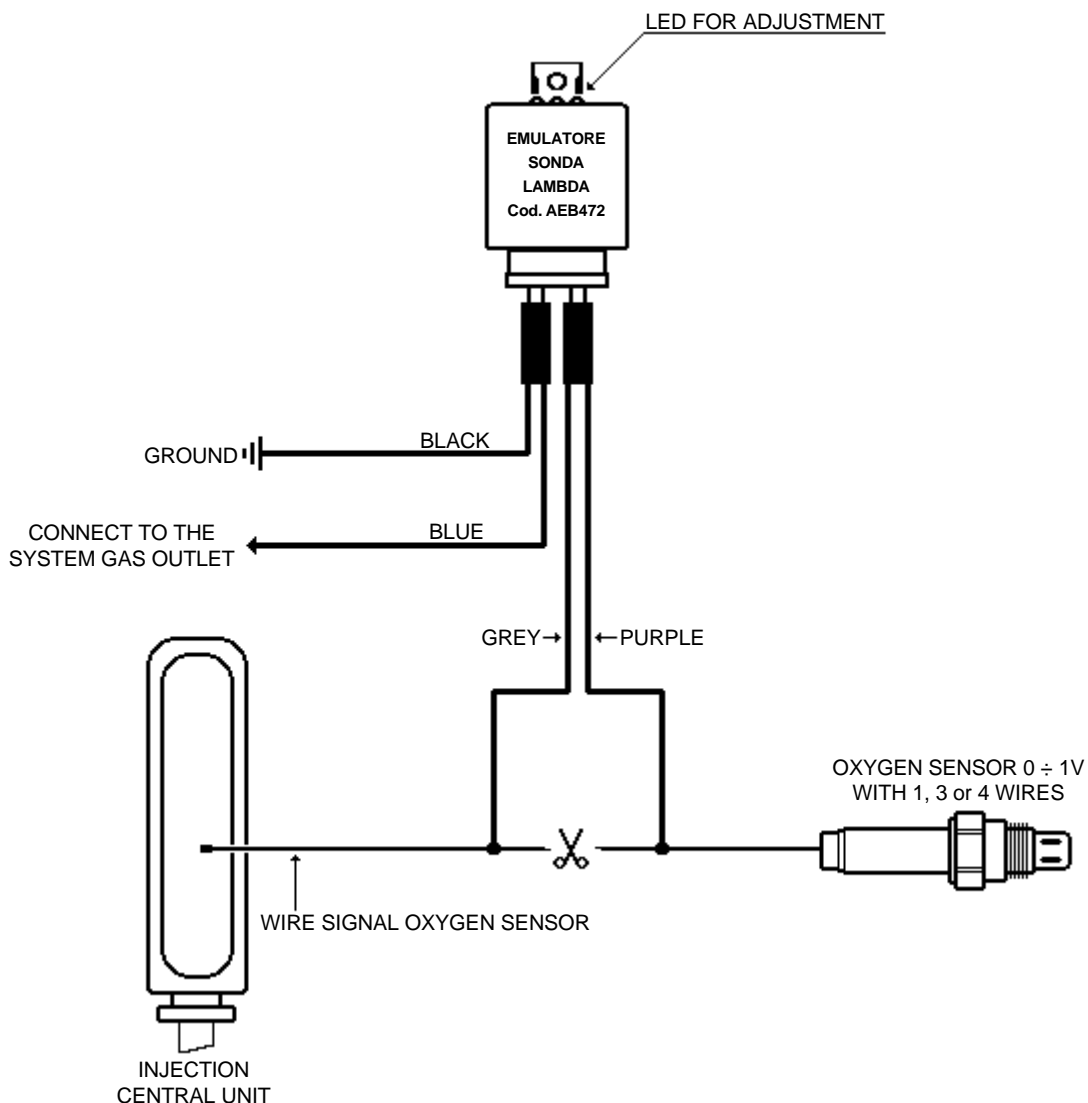 LED FOR ADJUSTMENT
EMULATORE
SONDA
LAMBDA
Cod. AEB472
GROUND
BLACK
CONNECT TO THE
SYSTEM GAS OUTLET
BLUE
GREY
PURPLE
OXYGEN SENSOR 0 ÷ 1V
WITH 1, 3 or 4 WIRES
WIRE SIGNAL OXYGEN SENSOR
INJECTION
CENTRAL UNIT